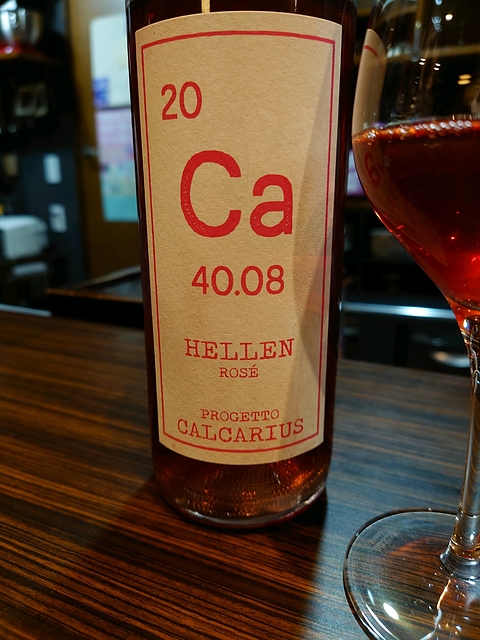 20
Ca
40.08
HELLEN
ROSÉ
PROGETTO
CALCARIUS